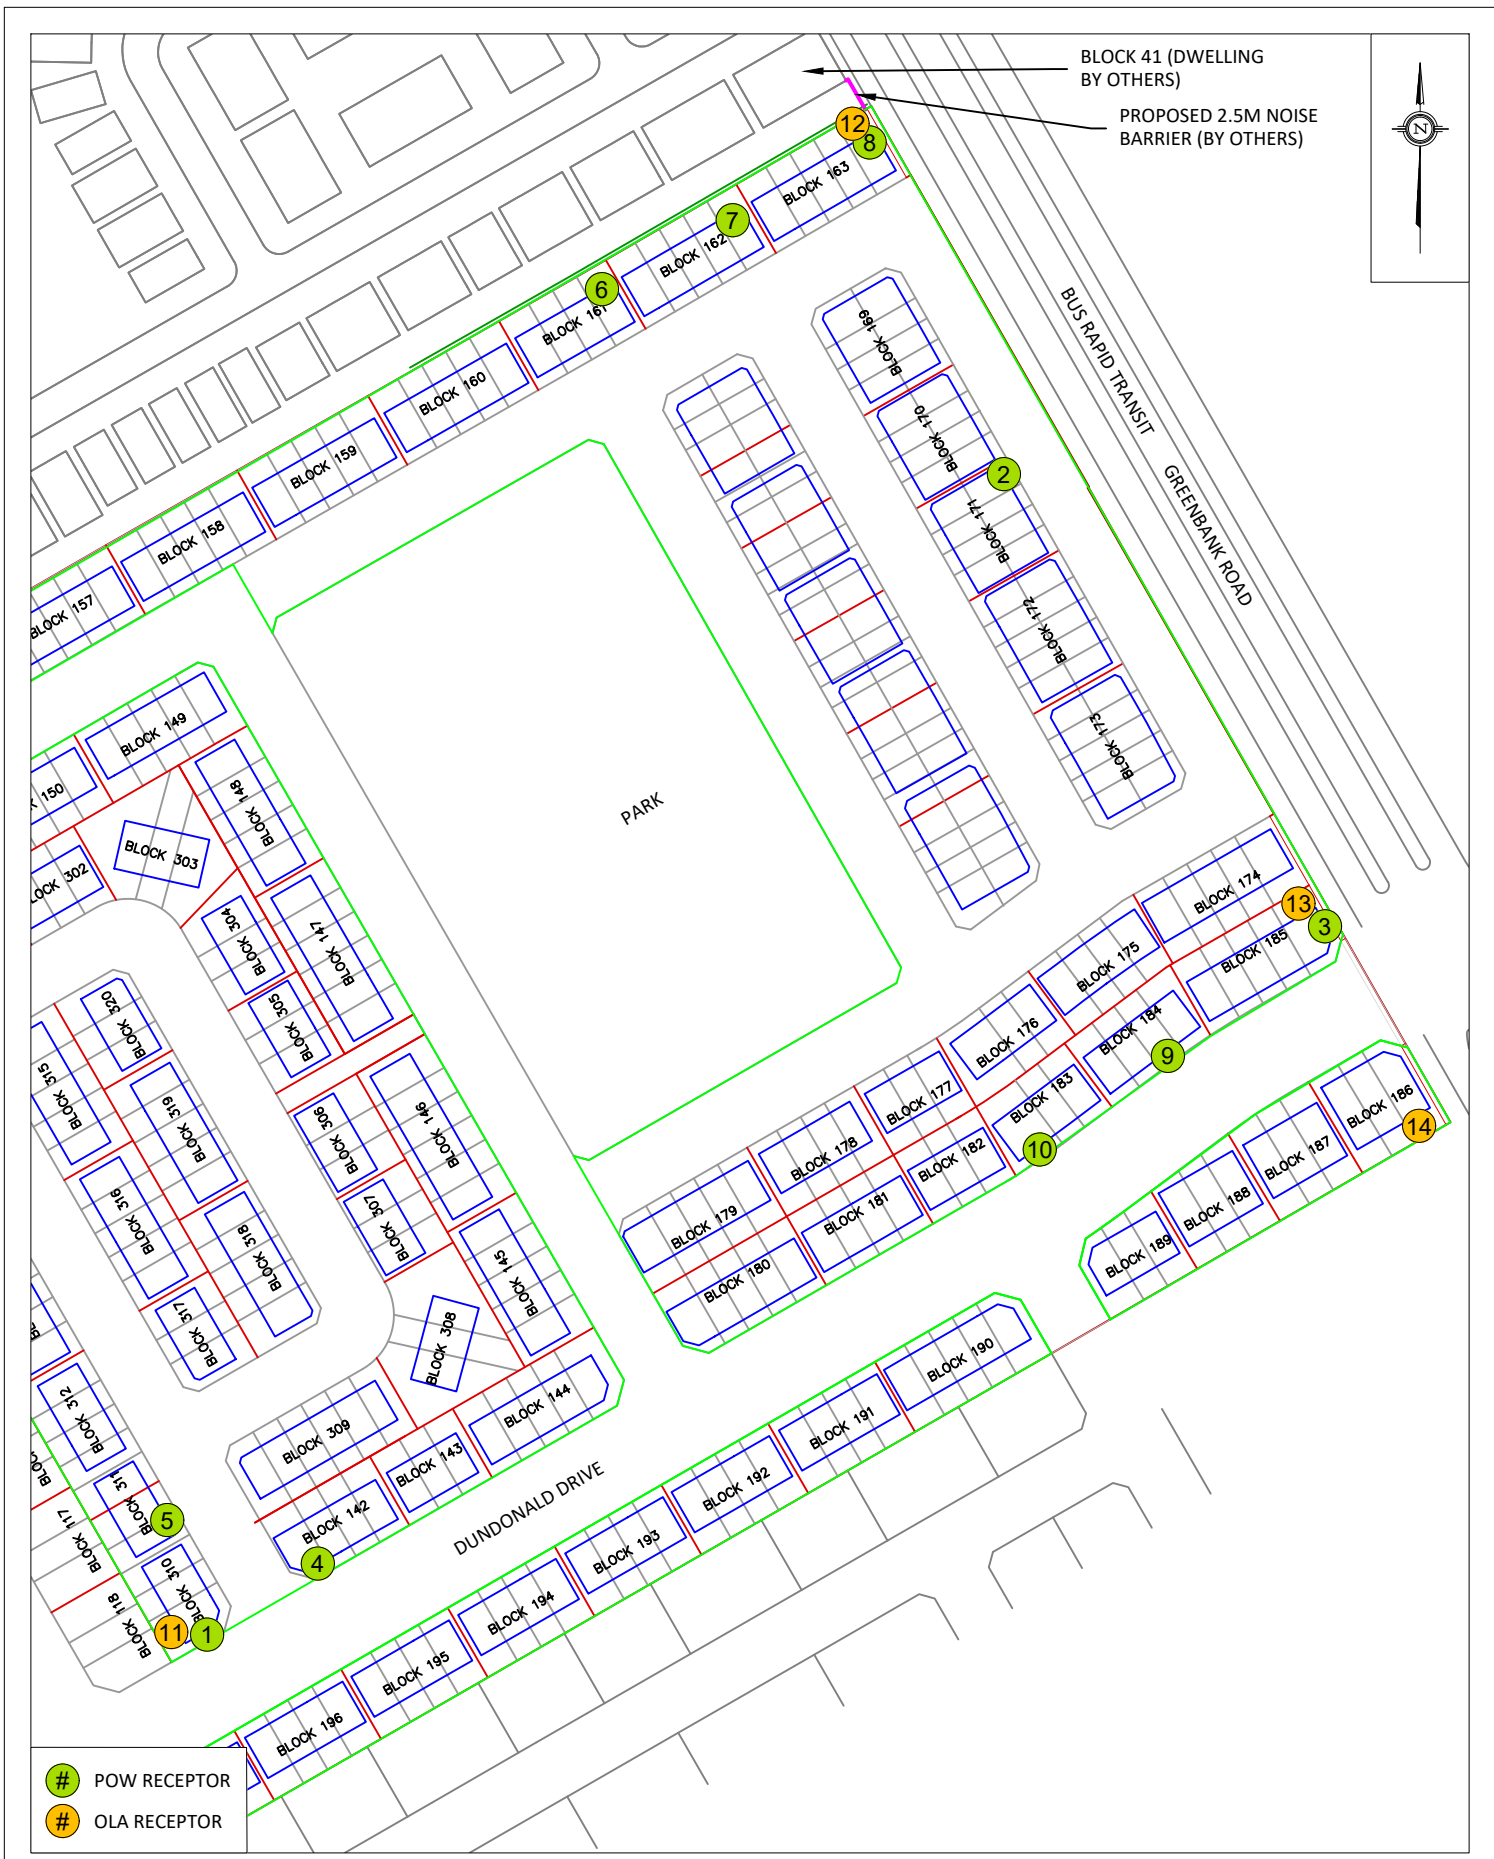 BLOCK 41 (DWELLING
BY OTHERS)
PROPOSED 2.5M NOISE
BARRIER (BY OTHERS)
N
12
8
BLOCK 163
7
BLOCK 162
6
BLOCK 161
BLOCK 160
BLOCK 159
BLOCK 158
BLOCK 157
BLOCK 169
BLOCK 170
2
BLOCK 171
BLOCK 172
BLOCK 173
BUS RAPID TRANSIT
GREENBANK ROAD
PARK
BLOCK 149
K 150
BLOCK 148
BLOCK 303
LOCK 302
BLOCK 304
BLOCK 147
BLOCK 305
BLOCK 320
BLOCK 315
BLOCK 319
BLOCK 306
BLOCK 146
BLOCK 316
BLOCK 318
BLOCK 307
BLOCK 145
BLOCK 317
BLOCK 308
BLOCK 312
BLOCK 309
BLOCK 144
BLOCK 143
BLOCK 142
4
BLOCK 311
5
BLOCK 117
BLOCK 310
BLOCK 118
11
1
DUNDONALD DRIVE
BLOCK 174
13
3
BLOCK 185
BLOCK 175
BLOCK 184
9
BLOCK 176
BLOCK 183
10
BLOCK 177
BLOCK 182
BLOCK 178
BLOCK 181
BLOCK 179
BLOCK 180
BLOCK 186
14
BLOCK 187
BLOCK 188
BLOCK 189
BLOCK 190
BLOCK 191
BLOCK 192
BLOCK 193
BLOCK 194
BLOCK 195
BLOCK 196
# POW RECEPTOR
# OLA RECEPTOR